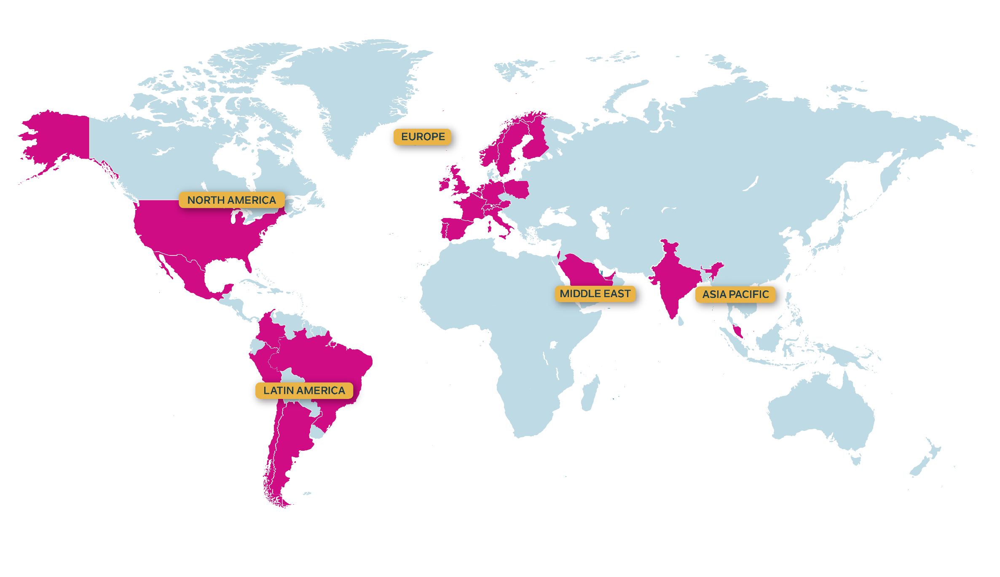 EUROPE
NORTH AMERICA
MIDDLE EAST
ASIA PACIFIC
LATIN AMERICA